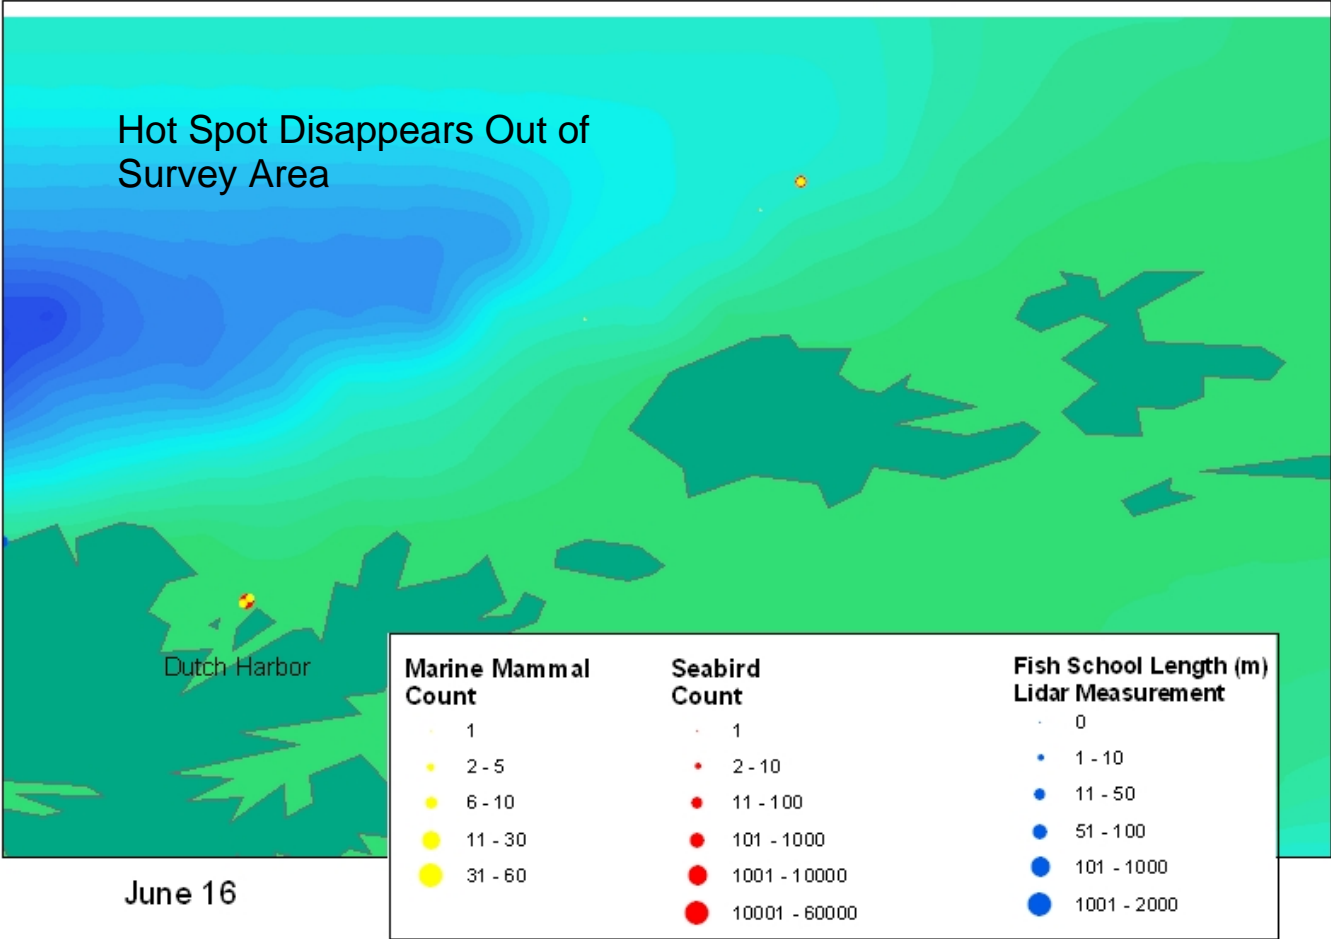 Hot Spot Disappears Out of
Survey Area
Dutch Harbor
Marine Mammal
Count
1
2 - 5
6 - 10
11 - 30
31 - 60
Seabird
Count
1
2 - 10
11 - 100
101 - 1000
1001 - 10000
10001 - 60000
Fish School Length (m)
Lidar Measurement
0
1 - 10
11 - 50
51 - 100
101 - 1000
1001 - 2000
June 16